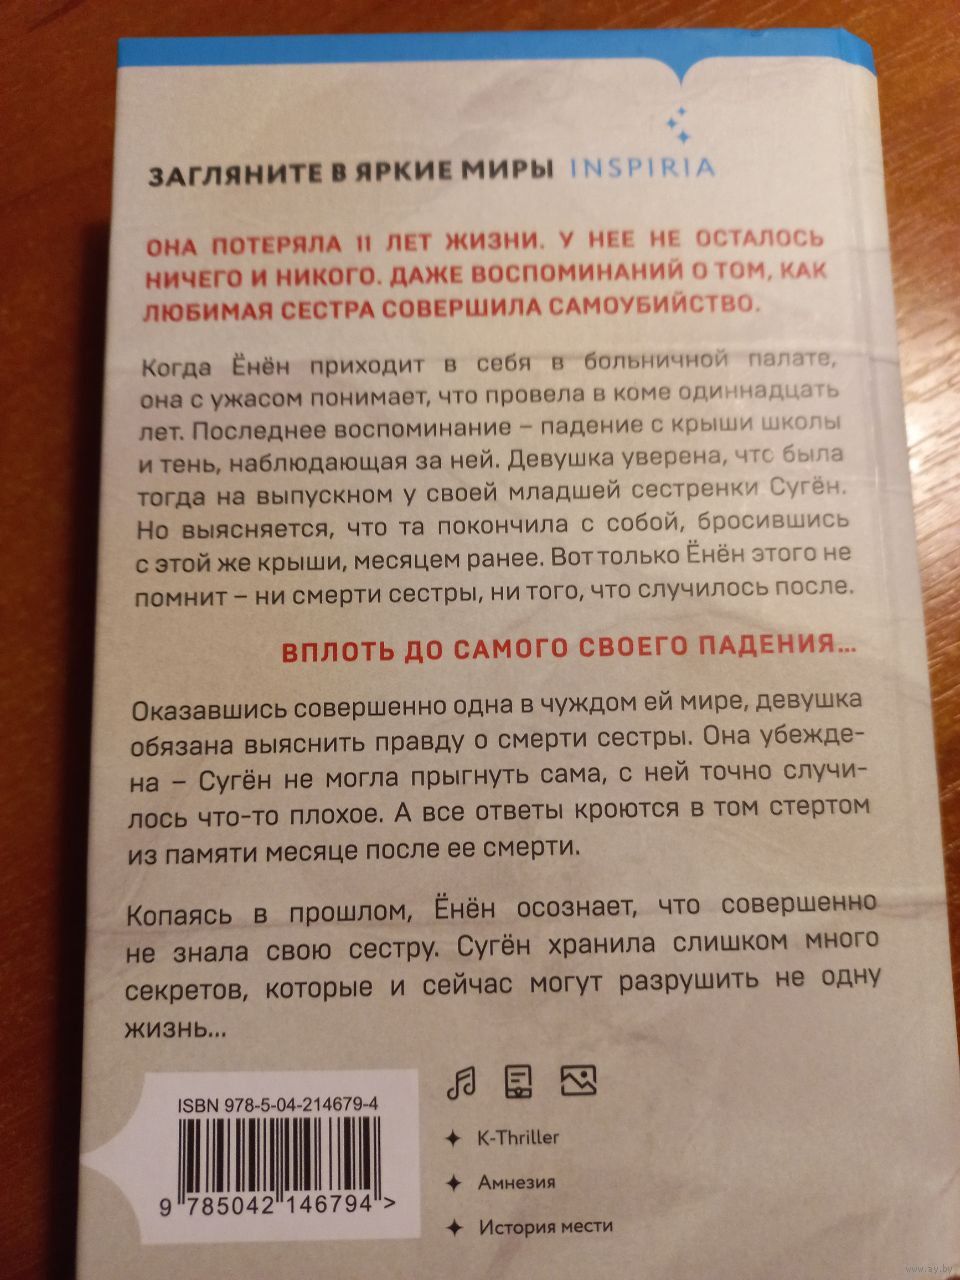 ЗАГЛЯНИТЕ В ЯРКИЕ МИРЫ INSPIRIA
ОНА ПОТЕРЯЛА 11 ЛЕТ ЖИЗНИ. У НЕЕ НЕ ОСТАЛОСЬ
НИЧЕГО И НИКОГО. ДАЖЕ ВОСПОМИНАНИЙ О ТОМ, КАК
ЛЮБИМАЯ СЕСТРА СОВЕРШИЛА САМОУБИЙСТВО.
Когда Ёнён приходит в себя в больничной палате,
она с ужасом понимает, что провела в коме одиннадцать
лет. Последнее воспоминание – падение с крыши школы
и тень, наблюдающая за ней. Девушка уверена, что была
тогда на выпускном у своей младшей сестренки Сугён.
Но выясняется, что та покончила с собой, бросившись
с этой же крыши, месяцем ранее. Вот только Ёнён этого не
помнит – ни смерти сестры, ни того, что случилось после.
ВПЛОТЬ ДО САМОГО СВОЕГО ПАДЕНИЯ...
Оказавшись совершенно одна в чуждом ей мире, девушка
обязана выяснить правду о смерти сестры. Она убежде-
на – Сугён не могла прыгнуть сама, с ней точно случи-
лось что-то плохое. А все ответы кроются в том стертом
из памяти месяце после ее смерти.
Копаясь в прошлом, Ёнён осознает, что совершенно
не знала свою сестру. Сугён хранила слишком много
секретов, которые и сейчас могут разрушить не одну
жизнь...
ISBN 978-5-04-214679-4
9 785042 146794 >
K-Thriller
Амнезия
История мести
www.ay.by